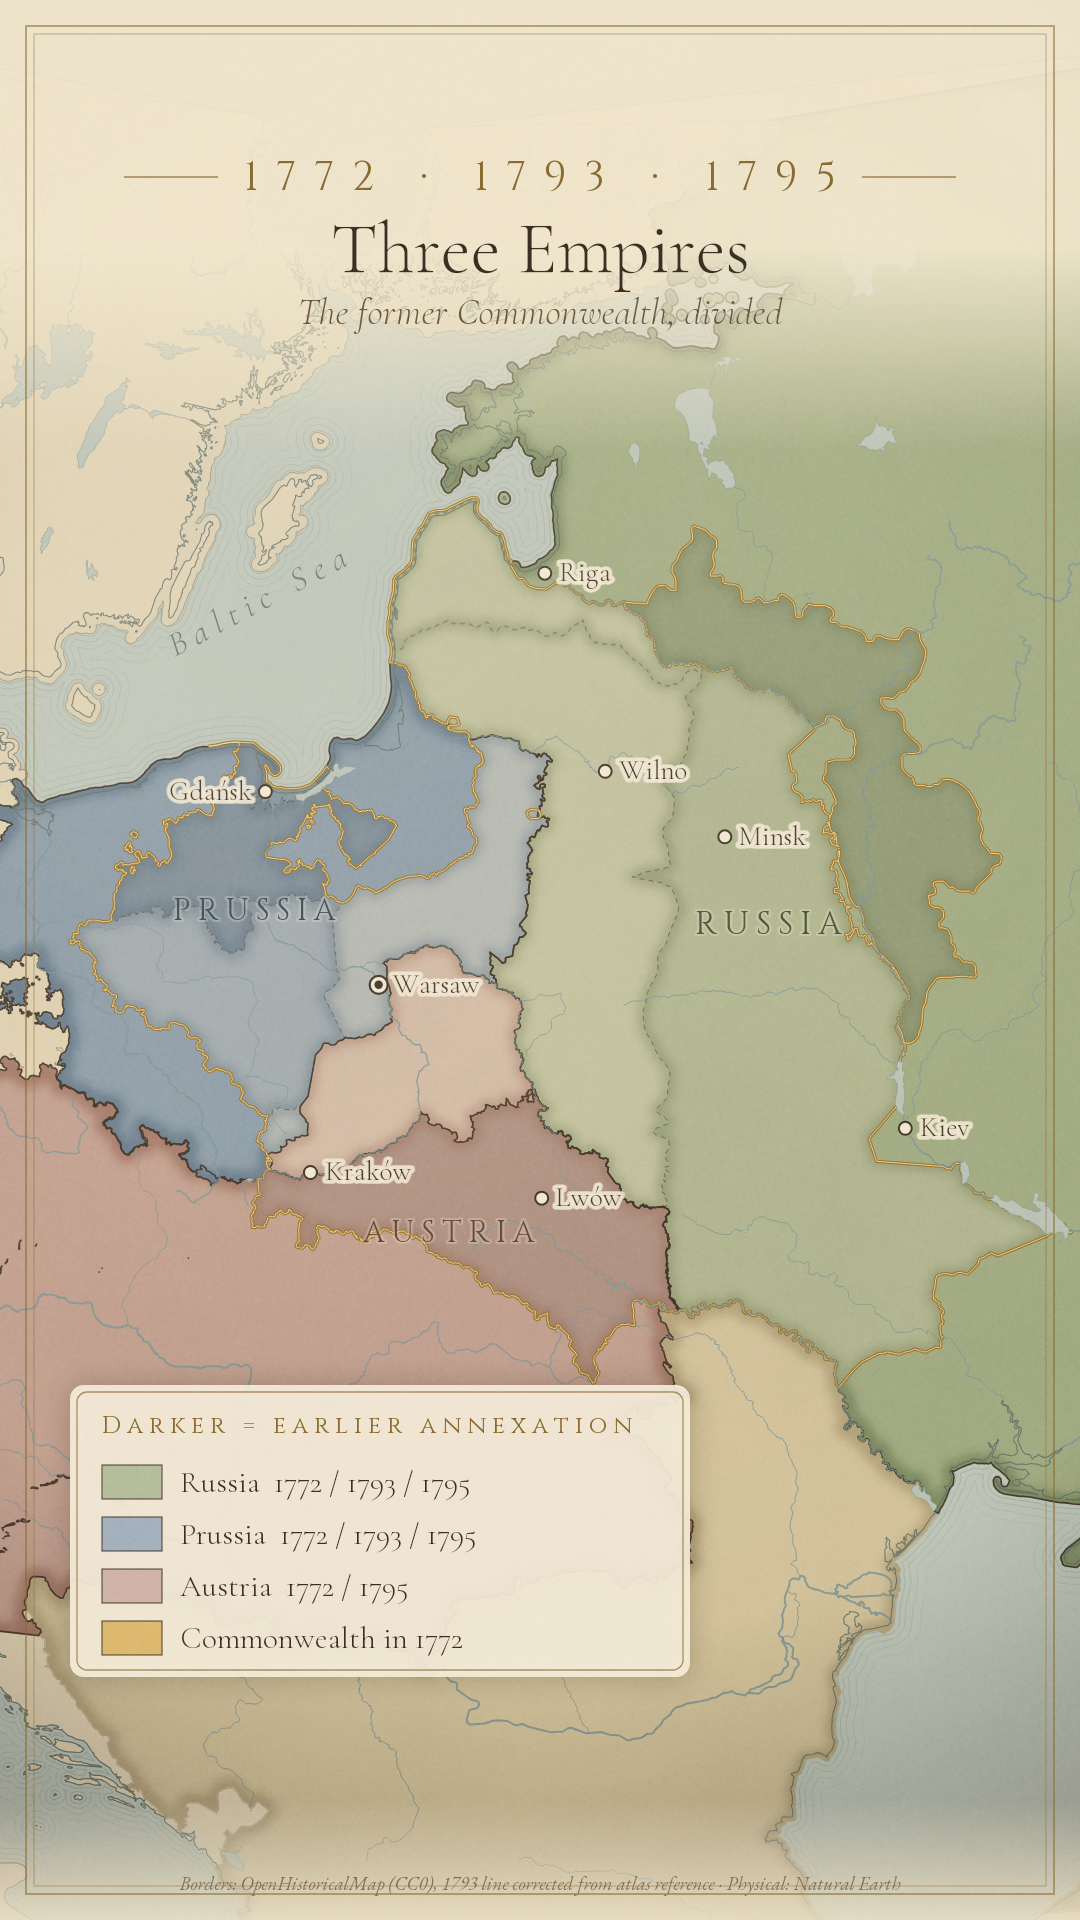 1772 · 1793 · 1795
Three Empires
The former Commonwealth, divided
Baltic Sea
Riga
Wilno
Gdańsk
Minsk
PRUSSIA
RUSSIA
Warsaw
Kiev
Kraków
Lwów
AUSTRIA
DARKER = EARLIER ANNEXATION
Russia 1772 / 1793 / 1795
Prussia 1772 / 1793 / 1795
Austria 1772 / 1795
Commonwealth in 1772
Borders: OpenHistoricalMap (CC0), 1793 line corrected from atlas reference · Physical: Natural Earth